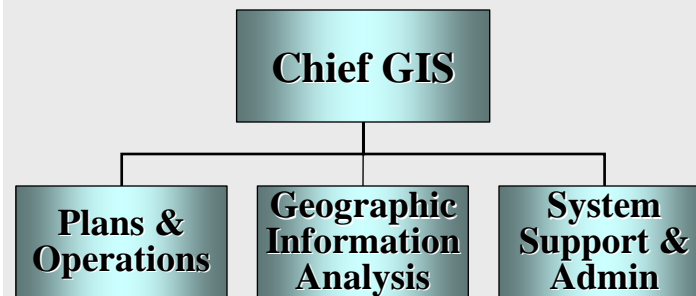 Chief GIS
Plans &
Operations
Geographic
Information
Analysis
System
Support &
Admin